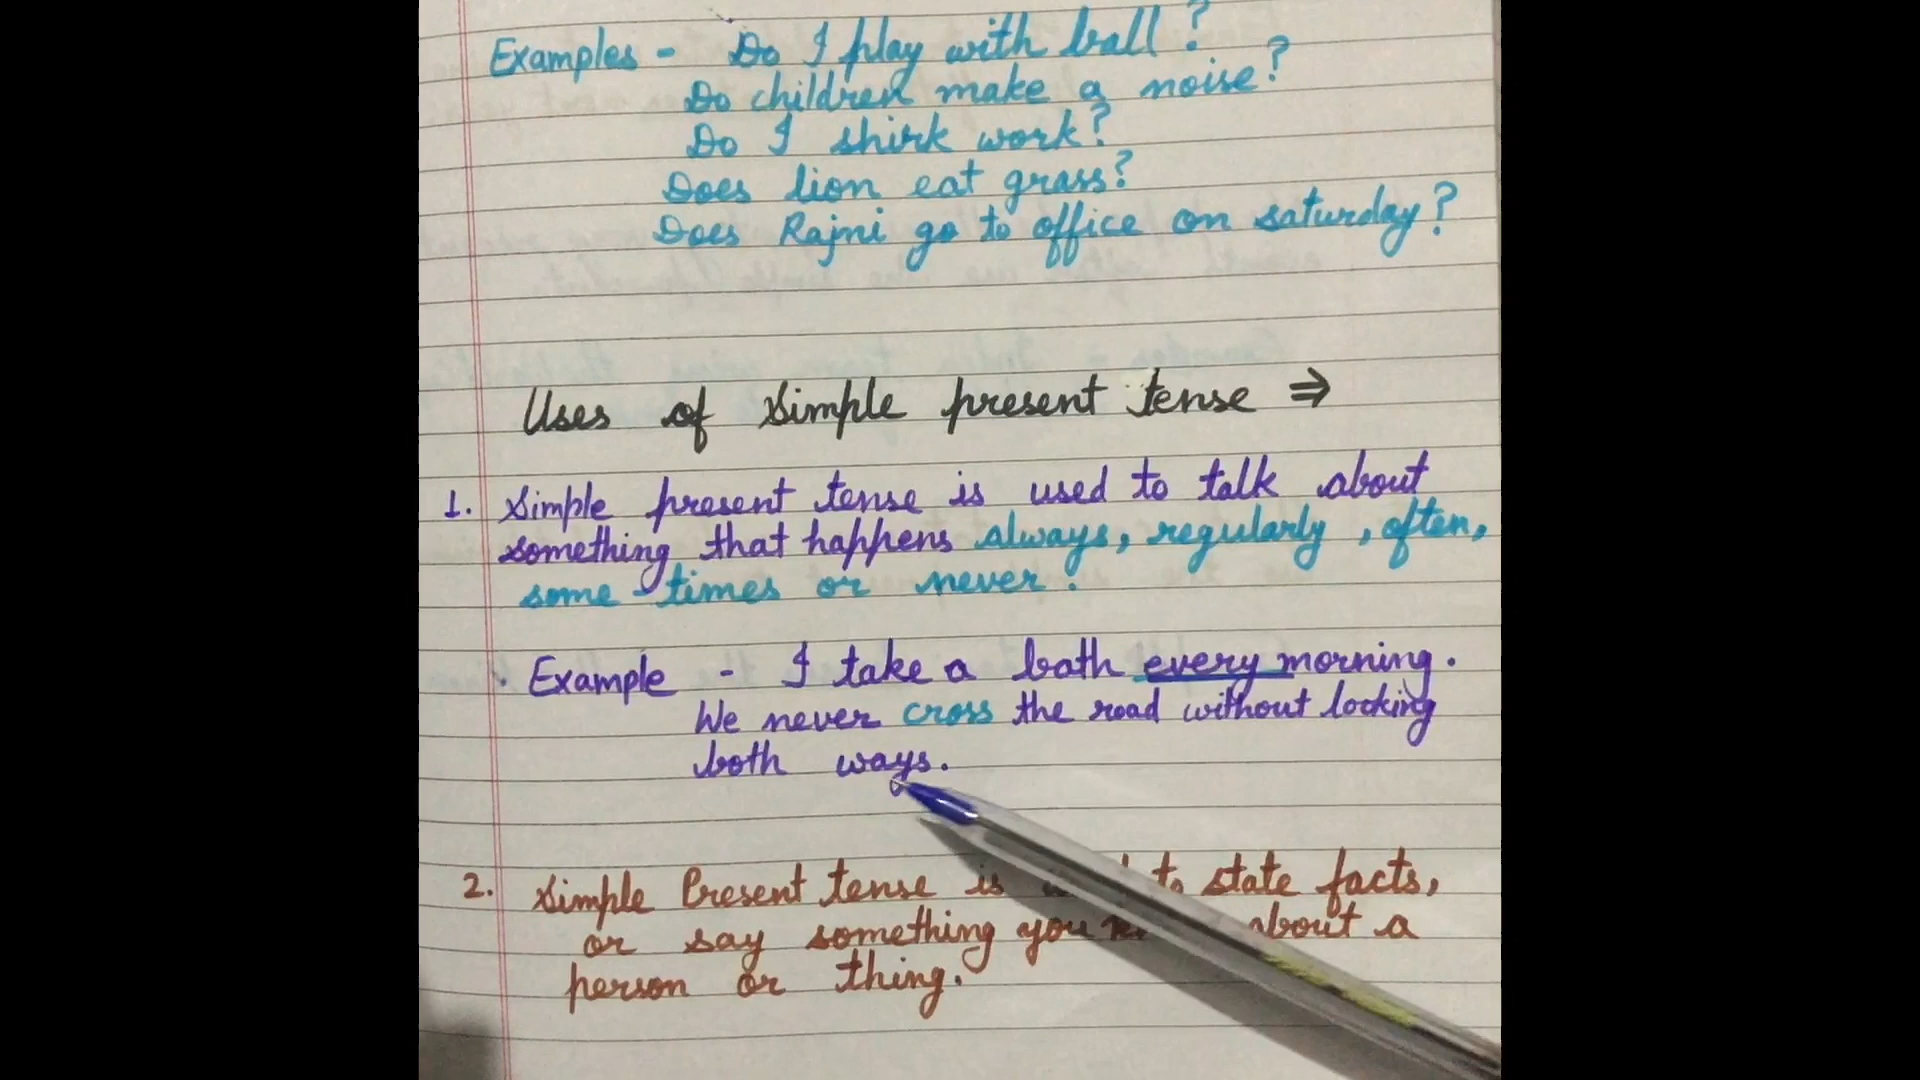 Examples - Do I play with ball?
Do children make a noise?
Do I shirk work?
Does lion eat grass?
Does Rajni go to office on saturday?
Uses of simple present tense ⇒
1. Simple present tense is used to talk about
something that happens always, regularly, often,
some times or never.
Example - I take a bath every morning.
We never cross the road without looking
both ways.
2. Simple Present tense is to state facts,
or say something you about a
person or thing.